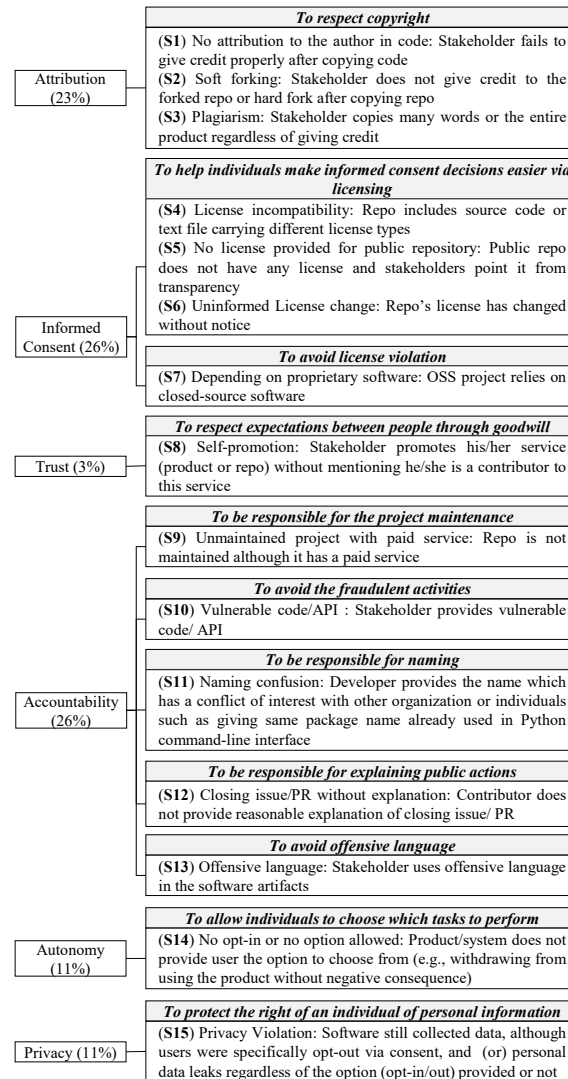 To respect copyright
(S1) No attribution to the author in code: Stakeholder fails to
give credit properly after copying code
(S2) Soft forking: Stakeholder does not give credit to the
forked repo or hard fork after copying repo
(S3) Plagiarism: Stakeholder copies many words or the entire
product regardless of giving credit
Attribution
(23%)
To help individuals make informed consent decisions easier via
licensing
(S4) License incompatibility: Repo includes source code or
text file carrying different license types
(S5) No license provided for public repository: Public repo
does not have any license and stakeholders point it from
transparency
(S6) Uninformed License change: Repo's license has changed
without notice
Informed
Consent (26%)
To avoid license violation
(S7) Depending on proprietary software: OSS project relies on
closed-source software
To respect expectations between people through goodwill
(S8) Self-promotion: Stakeholder promotes his/her service
(product or repo) without mentioning he/she is a contributor to
this service
Trust (3%)
To be responsible for the project maintenance
(S9) Unmaintained project with paid service: Repo is not
maintained although it has a paid service
To avoid the fraudulent activities
(S10) Vulnerable code/API : Stakeholder provides vulnerable
code/ API
To be responsible for naming
(S11) Naming confusion: Developer provides the name which
has a conflict of interest with other organization or individuals
such as giving same package name already used in Python
command-line interface
Accountability
(26%)
To be responsible for explaining public actions
(S12) Closing issue/PR without explanation: Contributor does
not provide reasonable explanation of closing issue/ PR
To avoid offensive language
(S13) Offensive language: Stakeholder uses offensive language
in the software artifacts
To allow individuals to choose which tasks to perform
(S14) No opt-in or no option allowed: Product/system does not
provide user the option to choose from (e.g., withdrawing from
using the product without negative consequence)
Autonomy
(11%)
To protect the right of an individual of personal information
(S15) Privacy Violation: Software still collected data, although
users were specifically opt-out via consent, and (or) personal
data leaks regardless of the option (opt-in/out) provided or not
Privacy (11%)